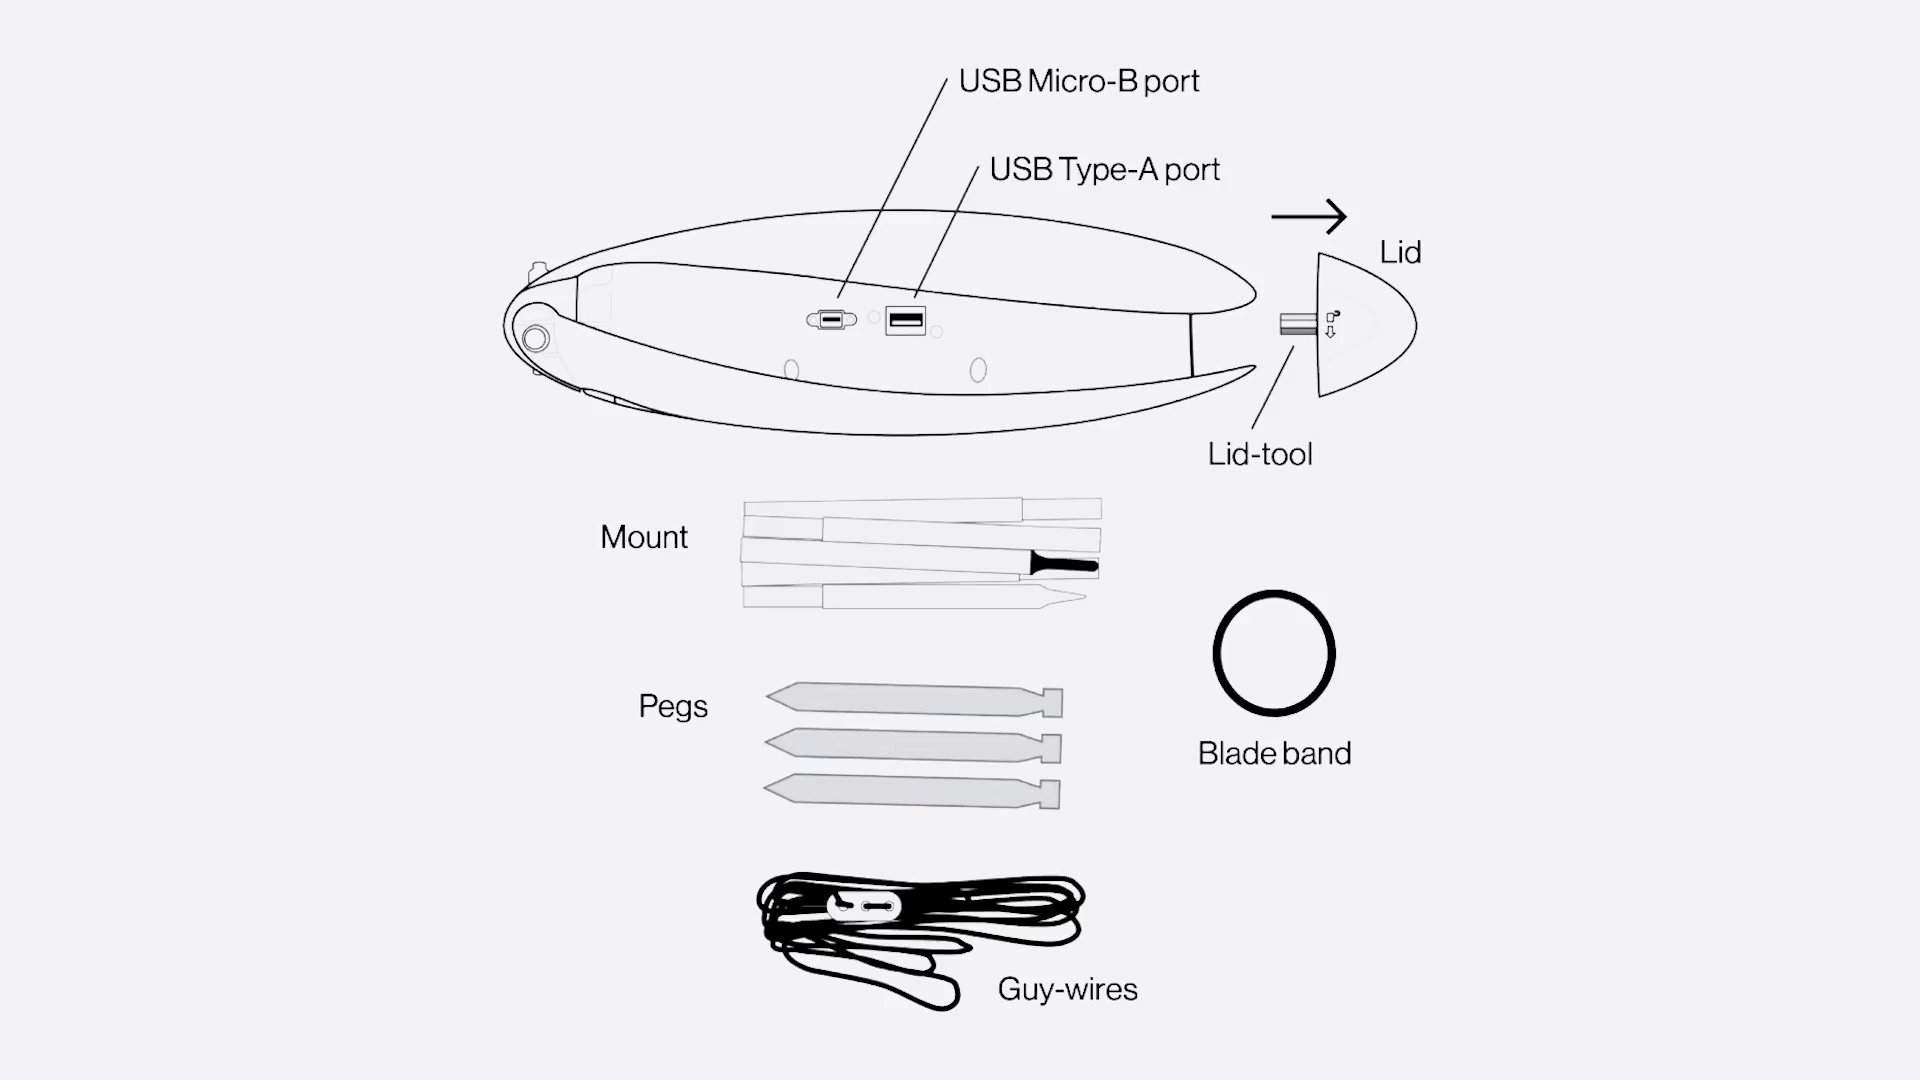 USB Micro-B port
USB Type-A port
Lid
Lid-tool
Mount
Pegs
Blade band
Guy-wires